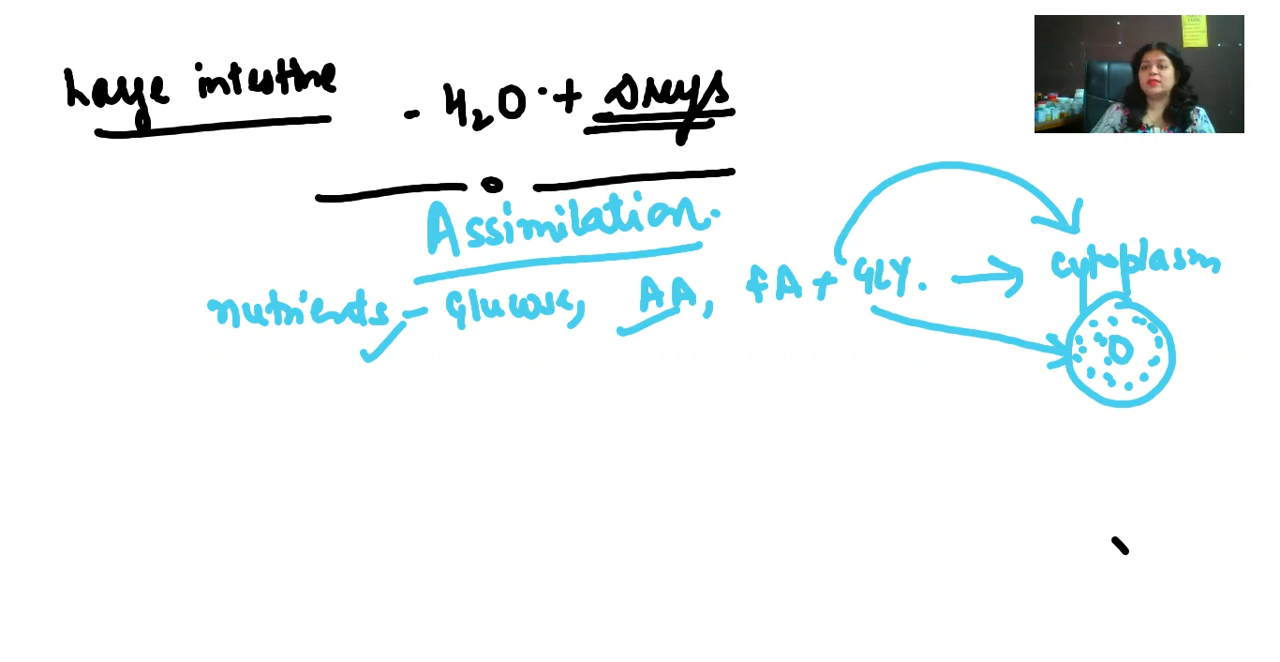 Large intestine - H2O + Drugs
Assimilation.
nutrients - Glucose, AA, FA + GLY. → cytoplasm